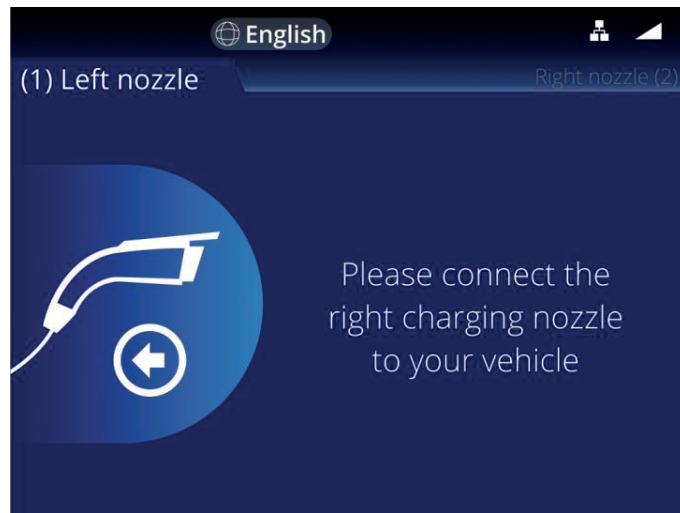 English
(1) Left nozzle
Right nozzle (2)
Please connect the
right charging nozzle
to your vehicle